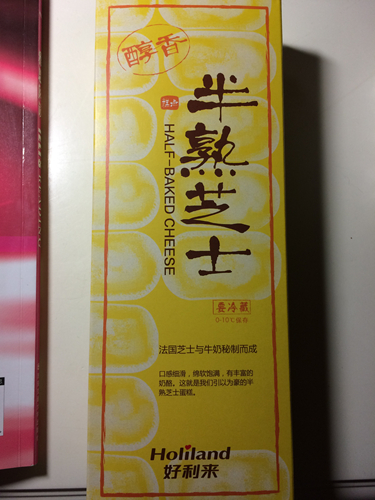 醇香
半熟芝士
HALF-BAKED CHEESE
要冷藏
0-10℃保存
法国芝士与牛奶秘制而成
口感细滑，绵软饱满，有丰富的
奶酪。这就是我们引以为豪的半
熟芝士蛋糕。
Holiland
好利来